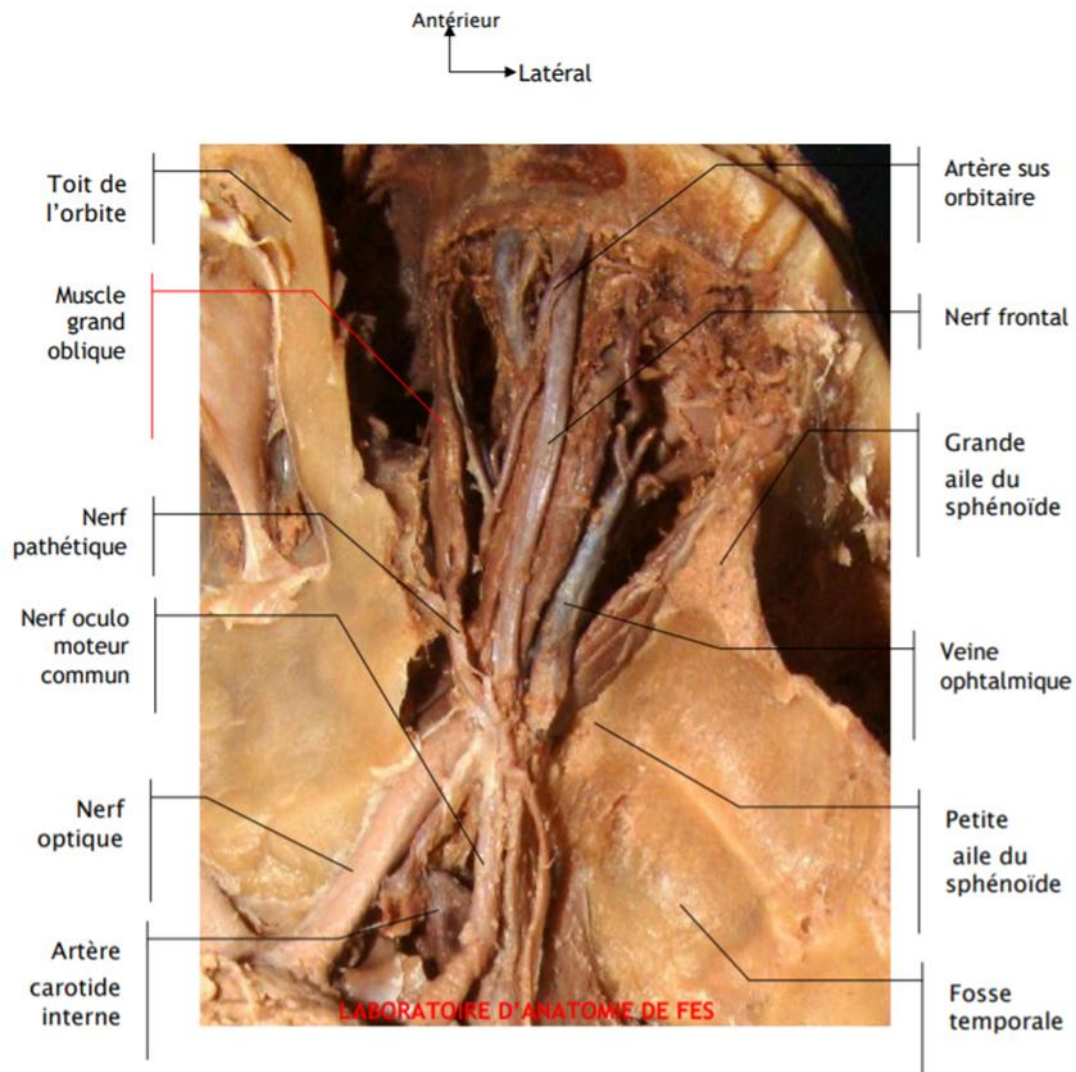 Antérieur
Latéral
Toit de
l'orbite
Muscle
grand
oblique
Nerf
pathétique
Nerf oculo
moteur
commun
Nerf
optique
Artère
carotide
interne
Artère sus
orbitaire
Nerf frontal
Grande
aile du
sphénoïde
Veine
ophtalmique
Petite
aile du
sphénoïde
Fosse
temporale
LABORATOIRE D'ANATOMIE DE FES